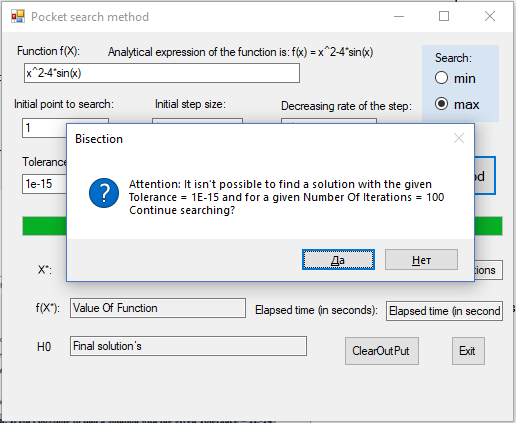 Pocket search method
Function f(X): Analytical expression of the function is: f(x) = x^2-4*sin(x)
x^2-4*sin(x)
Search:
min
max
Initial point to search: Initial step size: Decreasing rate of the step:
1
Bisection
Tolerance
1e-15
Attention: It isn't possible to find a solution with the given
Tolerance = 1E-15 and for a given Number Of Iterations = 100
Continue searching?
Да Нет
X*:
f(X*): Value Of Function Elapsed time (in seconds): Elapsed time (in second
H0 Final solution's ClearOutPut Exit